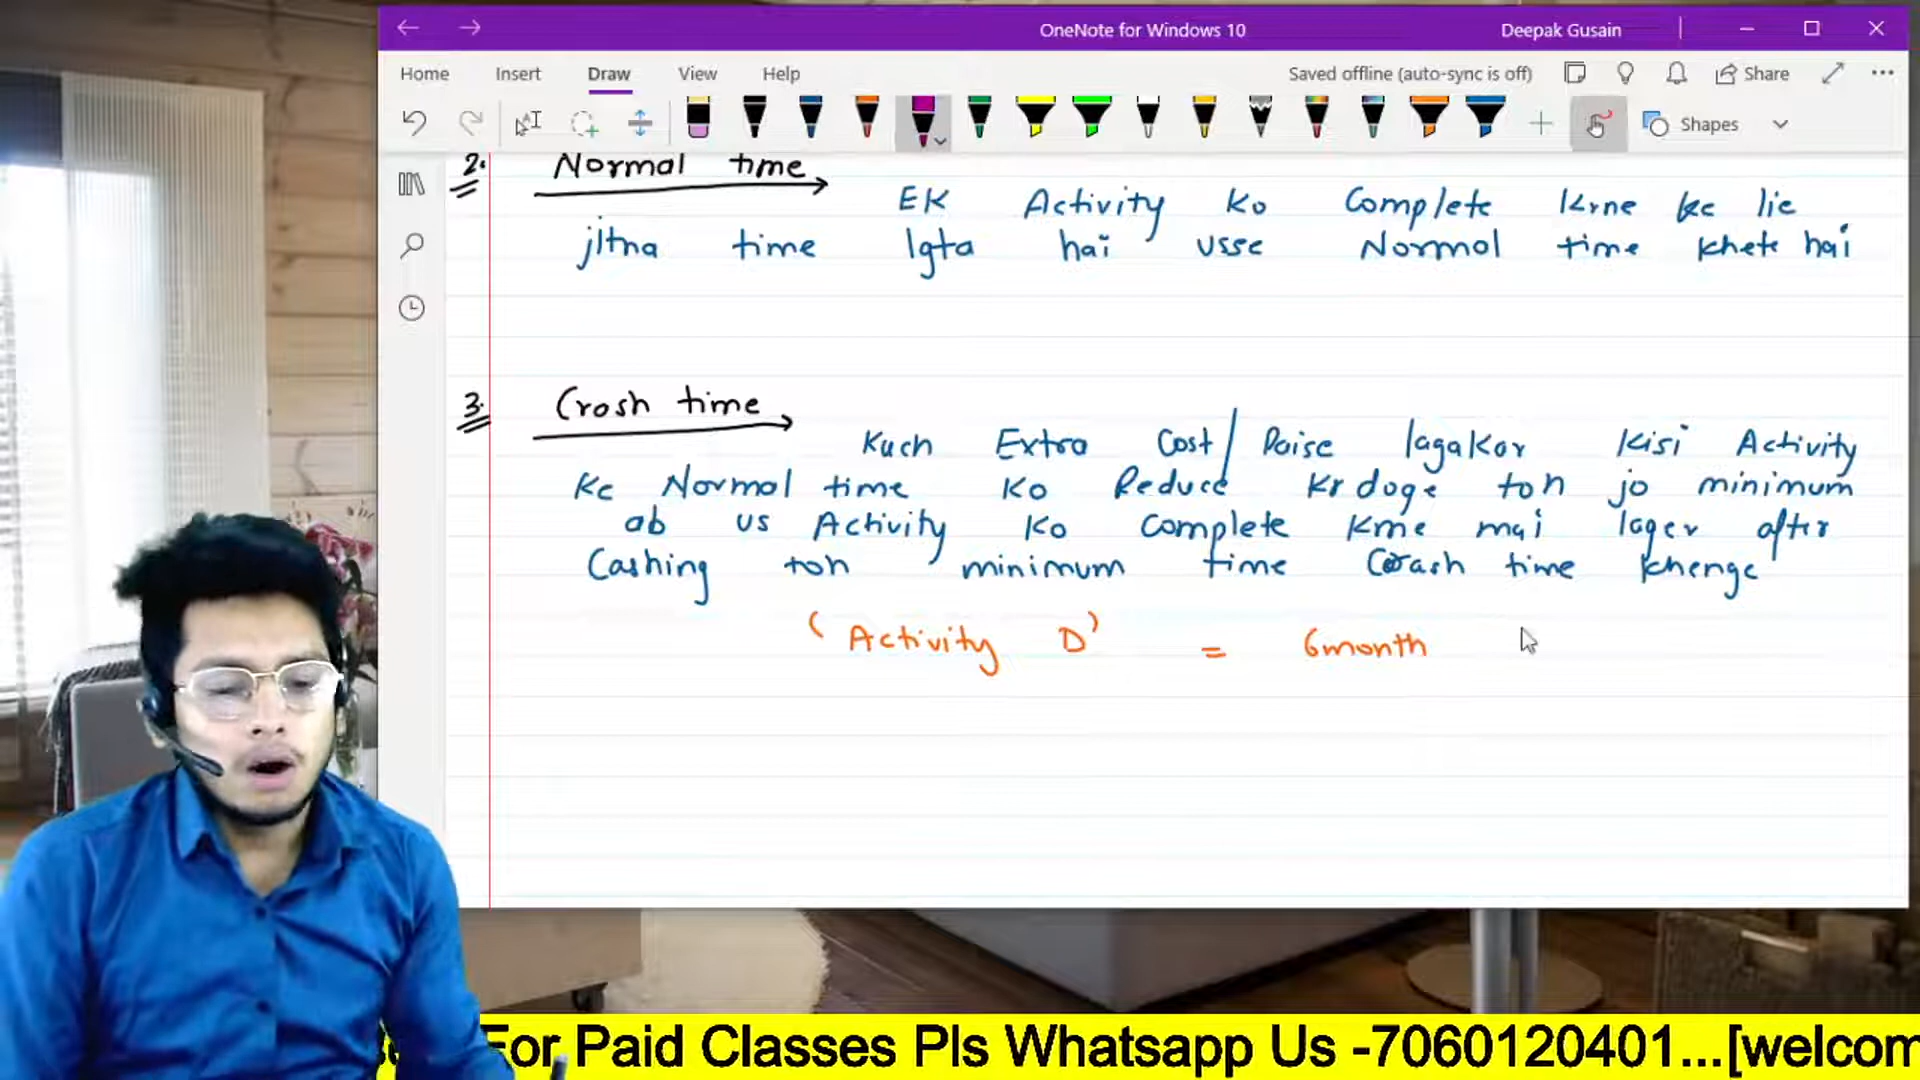 OneNote for Windows 10
Deepak Gusain
Home Insert Draw View Help
Saved offline (auto-sync is off)
Share
Shapes
2. Normal time
EK Activity Ko Complete Krne ke lie
jitna time lgta hai usse Normal time khete hai
3. Crash time
Kuch Extra Cost/ Paise lagakar Kisi Activity
Ke Normal time Ko Reduce Kr doge toh jo minimum
ab us Activity Ko Complete Krne mai lager after
Cashing toh minimum time Crash time Khenge
(Activity D) = 6month
For Paid Classes Pls Whatsapp Us -7060120401...[welcom